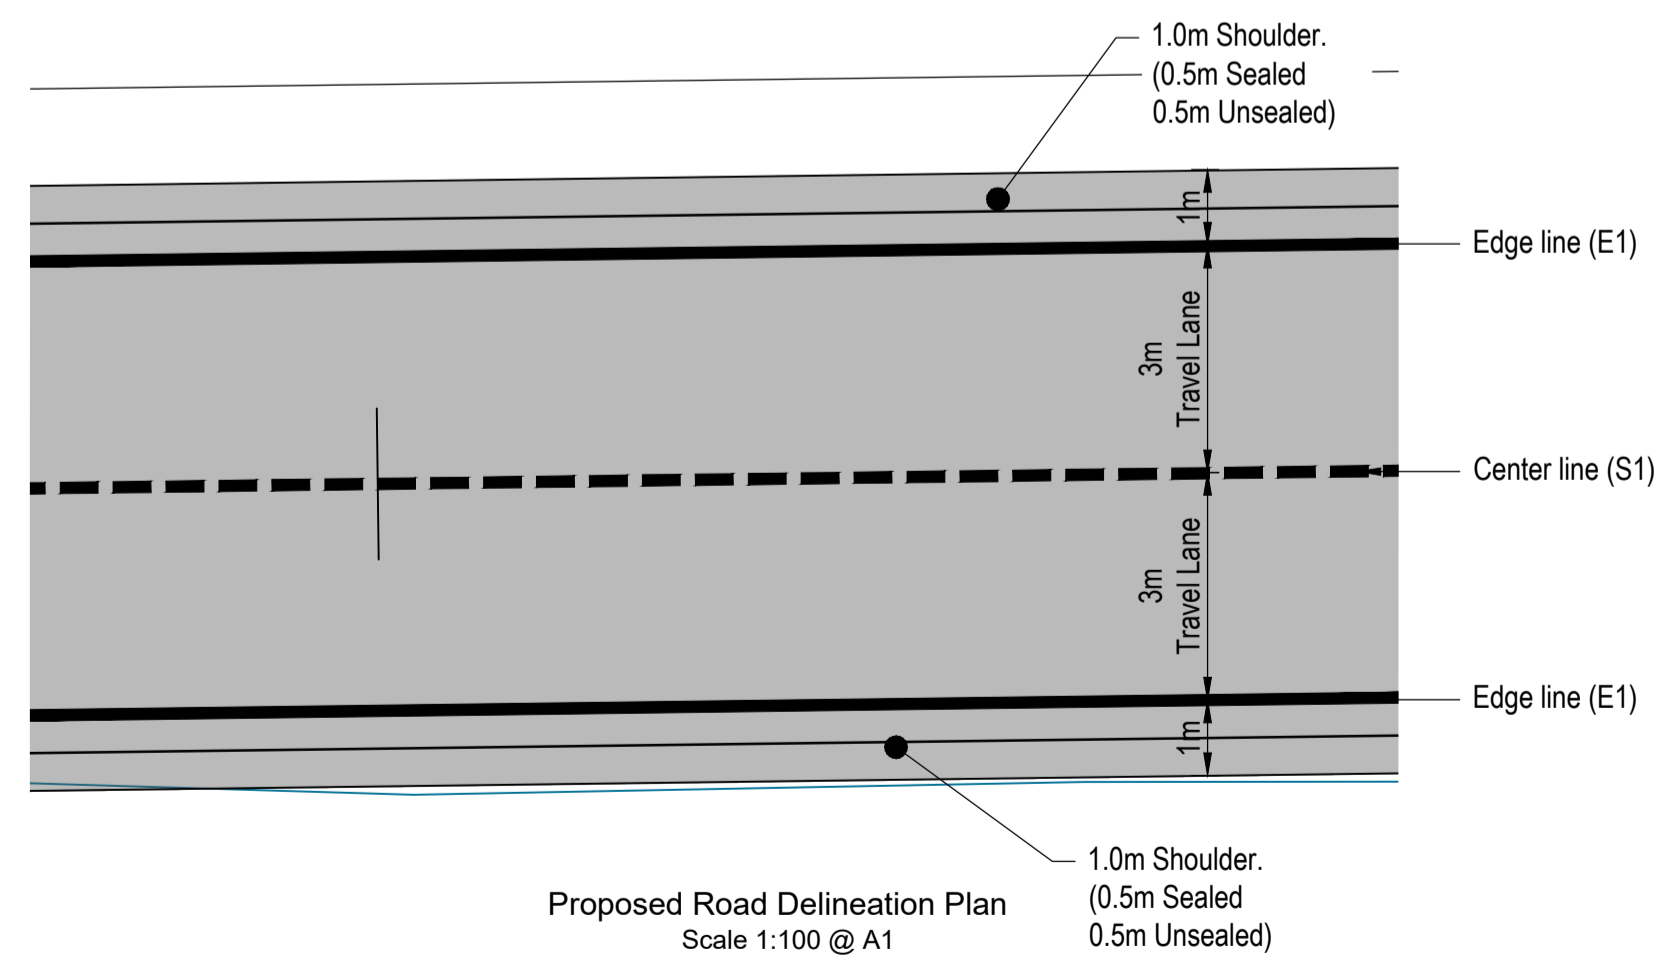 1.0m Shoulder.
(0.5m Sealed
0.5m Unsealed)
1m
Edge line (E1)
3m
Travel Lane
Center line (S1)
3m
Travel Lane
Edge line (E1)
1m
1.0m Shoulder.
(0.5m Sealed
0.5m Unsealed)
Proposed Road Delineation Plan
Scale 1:100 @ A1